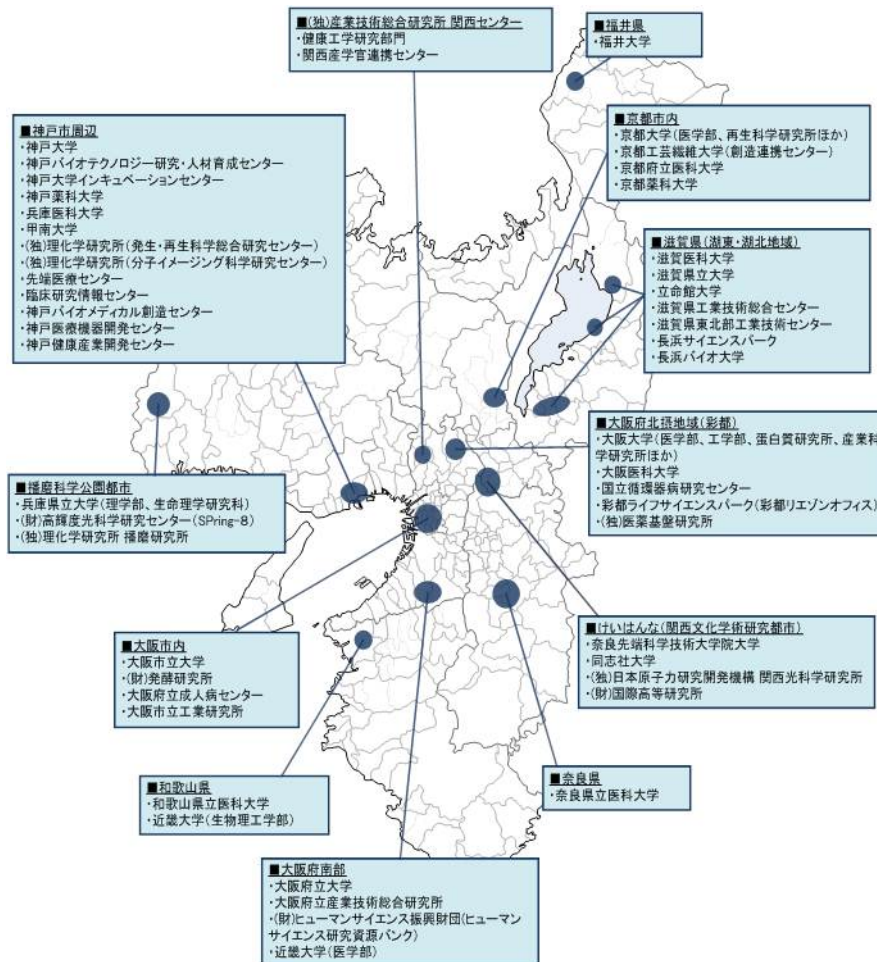 ■(独)産業技術総合研究所 関西センター
・健康工学研究部門
・関西産学官連携センター
■福井県
・福井大学
■神戸市周辺
・神戸大学
・神戸バイオテクノロジー研究・人材育成センター
・神戸大学インキュベーションセンター
・神戸薬科大学
・兵庫医科大学
・甲南大学
・(独)理化学研究所(発生・再生科学総合研究センター)
・(独)理化学研究所(分子イメージング科学研究センター)
・先端医療センター
・臨床研究情報センター
・神戸バイオメディカル創造センター
・神戸医療機器開発センター
・神戸健康産業開発センター
■京都市内
・京都大学(医学部、再生科学研究所ほか)
・京都工芸繊維大学(創造連携センター)
・京都府立医科大学
・京都薬科大学
■滋賀県(湖東・湖北地域)
・滋賀医科大学
・滋賀県立大学
・立命館大学
・滋賀県工業技術総合センター
・滋賀県東北部工業技術センター
・長浜サイエンスパーク
・長浜バイオ大学
■大阪府北摂地域(彩都)
・大阪大学(医学部、工学部、蛋白質研究所、産業科
学研究所ほか)
・大阪医科大学
・国立循環器病研究センター
・彩都ライフサイエンスパーク(彩都リエゾンオフィス)
・(独)医薬基盤研究所
■播磨科学公園都市
・兵庫県立大学(理学部、生命理学研究科)
・(財)高輝度光科学研究センター(SPring-8)
・(独)理化学研究所 播磨研究所
■けいはんな(関西文化学術研究都市)
・奈良先端科学技術大学院大学
・同志社大学
・(独)日本原子力研究開発機構 関西光科学研究所
・(財)国際高等研究所
■大阪市内
・大阪市立大学
・(財)発酵研究所
・大阪府立成人病センター
・大阪市立工業研究所
■奈良県
・奈良県立医科大学
■和歌山県
・和歌山県立医科大学
・近畿大学(生物理工学部)
■大阪府南部
・大阪府立大学
・大阪府立産業技術総合研究所
・(財)ヒューマンサイエンス振興財団(ヒューマン
サイエンス研究資源バンク)
・近畿大学(医学部)